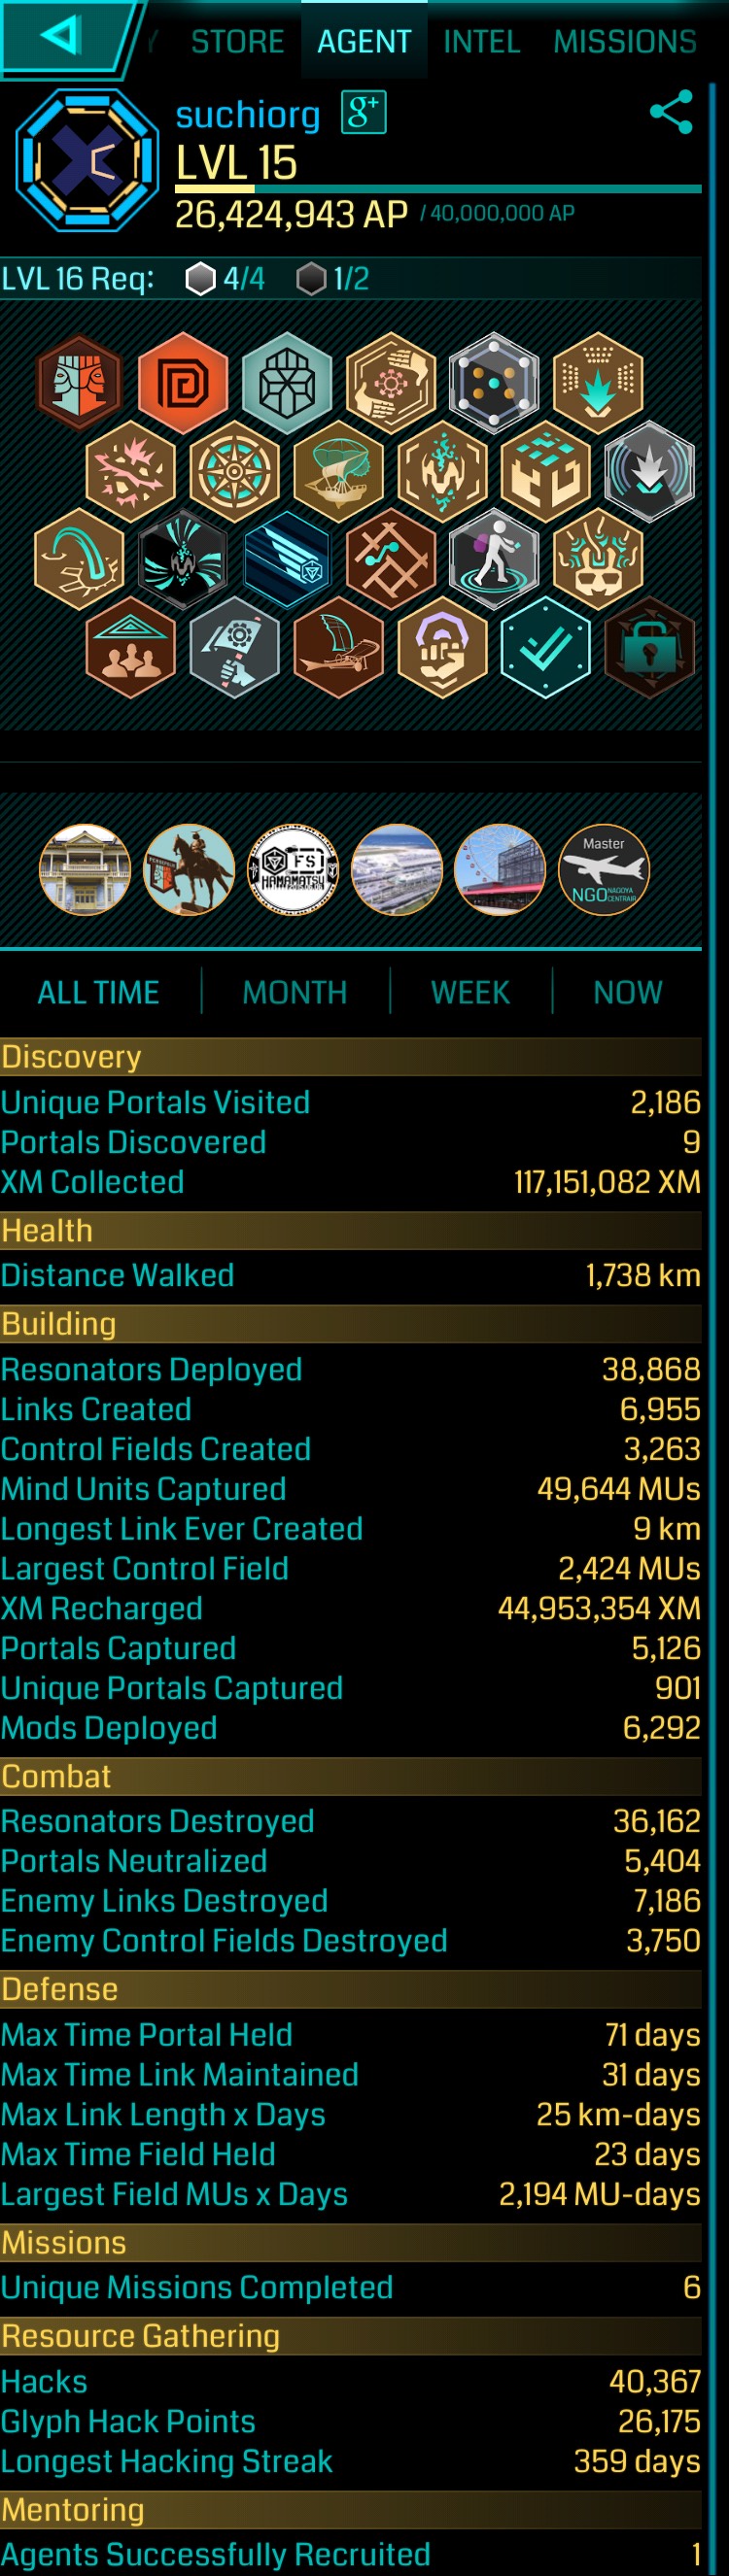 STORE AGENT INTEL MISSIONS
suchiorg g+
LVL 15
26,424,943 AP / 40,000,000 AP
LVL 16 Req: 4/4 1/2
FS
HAMAMATSU
Master
NGO NAGOYA CENTRAIR
ALL TIME MONTH WEEK NOW
Discovery
Unique Portals Visited 2,186
Portals Discovered 9
XM Collected 117,151,082 XM
Health
Distance Walked 1,738 km
Building
Resonators Deployed 38,868
Links Created 6,955
Control Fields Created 3,263
Mind Units Captured 49,644 MUs
Longest Link Ever Created 9 km
Largest Control Field 2,424 MUs
XM Recharged 44,953,354 XM
Portals Captured 5,126
Unique Portals Captured 901
Mods Deployed 6,292
Combat
Resonators Destroyed 36,162
Portals Neutralized 5,404
Enemy Links Destroyed 7,186
Enemy Control Fields Destroyed 3,750
Defense
Max Time Portal Held 71 days
Max Time Link Maintained 31 days
Max Link Length x Days 25 km-days
Max Time Field Held 23 days
Largest Field MUs x Days 2,194 MU-days
Missions
Unique Missions Completed 6
Resource Gathering
Hacks 40,367
Glyph Hack Points 26,175
Longest Hacking Streak 359 days
Mentoring
Agents Successfully Recruited 1